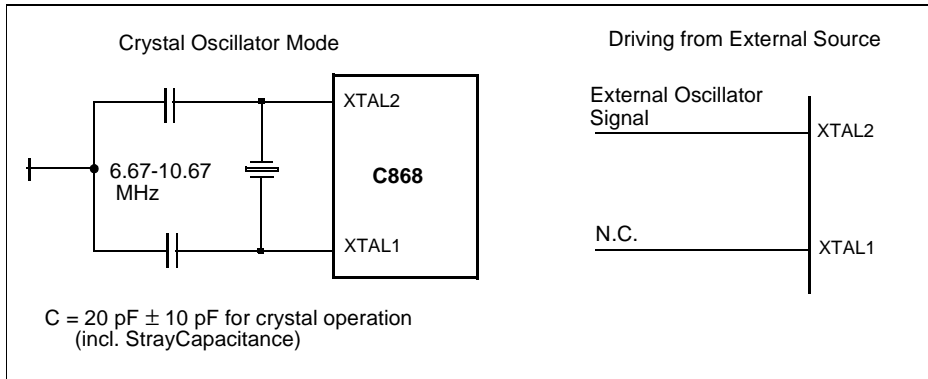 Crystal Oscillator Mode
XTAL2
6.67-10.67
MHz
C868
XTAL1
C = 20 pF ± 10 pF for crystal operation
(incl. StrayCapacitance)
Driving from External Source
External Oscillator
Signal
XTAL2
N.C.
XTAL1